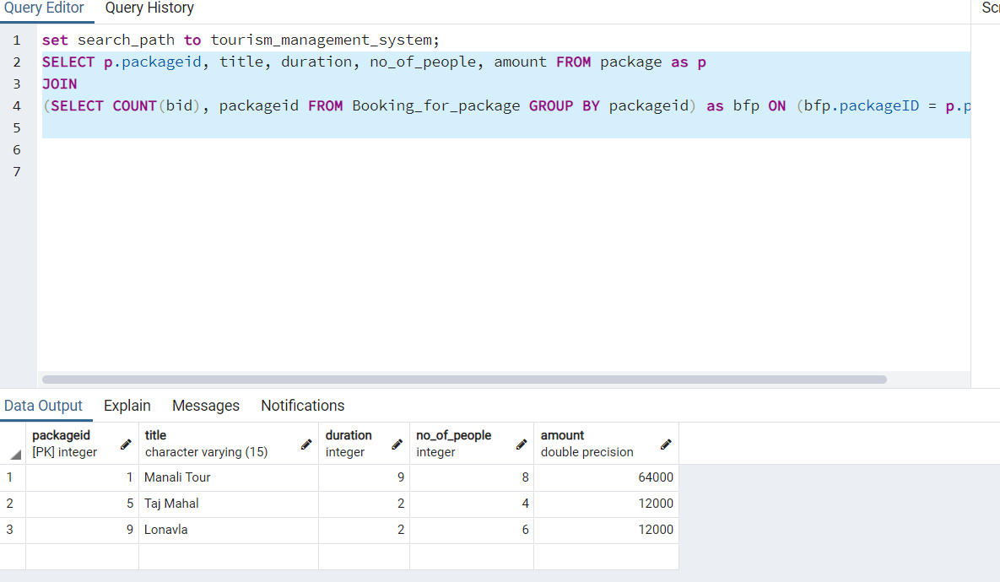 Query Editor Query History
1 set search_path to tourism_management_system;
2 SELECT p.packageid, title, duration, no_of_people, amount FROM package as p
3 JOIN
4 (SELECT COUNT(bid), packageid FROM Booking_for_package GROUP BY packageid) as bfp ON (bfp.packageID = p.p
5
6
7
Data Output Explain Messages Notifications
packageid title duration no_of_people amount
[PK] integer character varying (15) integer integer double precision
1 1 Manali Tour 9 8 64000
2 5 Taj Mahal 2 4 12000
3 9 Lonavla 2 6 12000